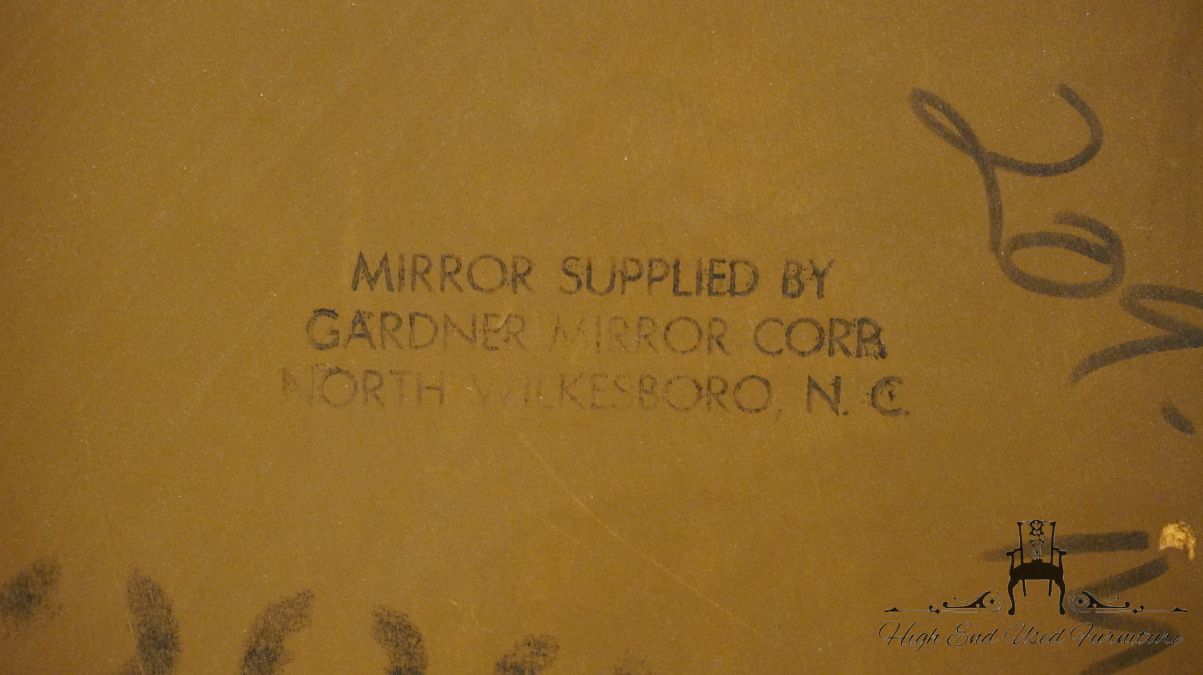 MIRROR SUPPLIED BY
GARDNER MIRROR CORP.
NORTH WILKESBORO, N. C.
High End Used Furniture